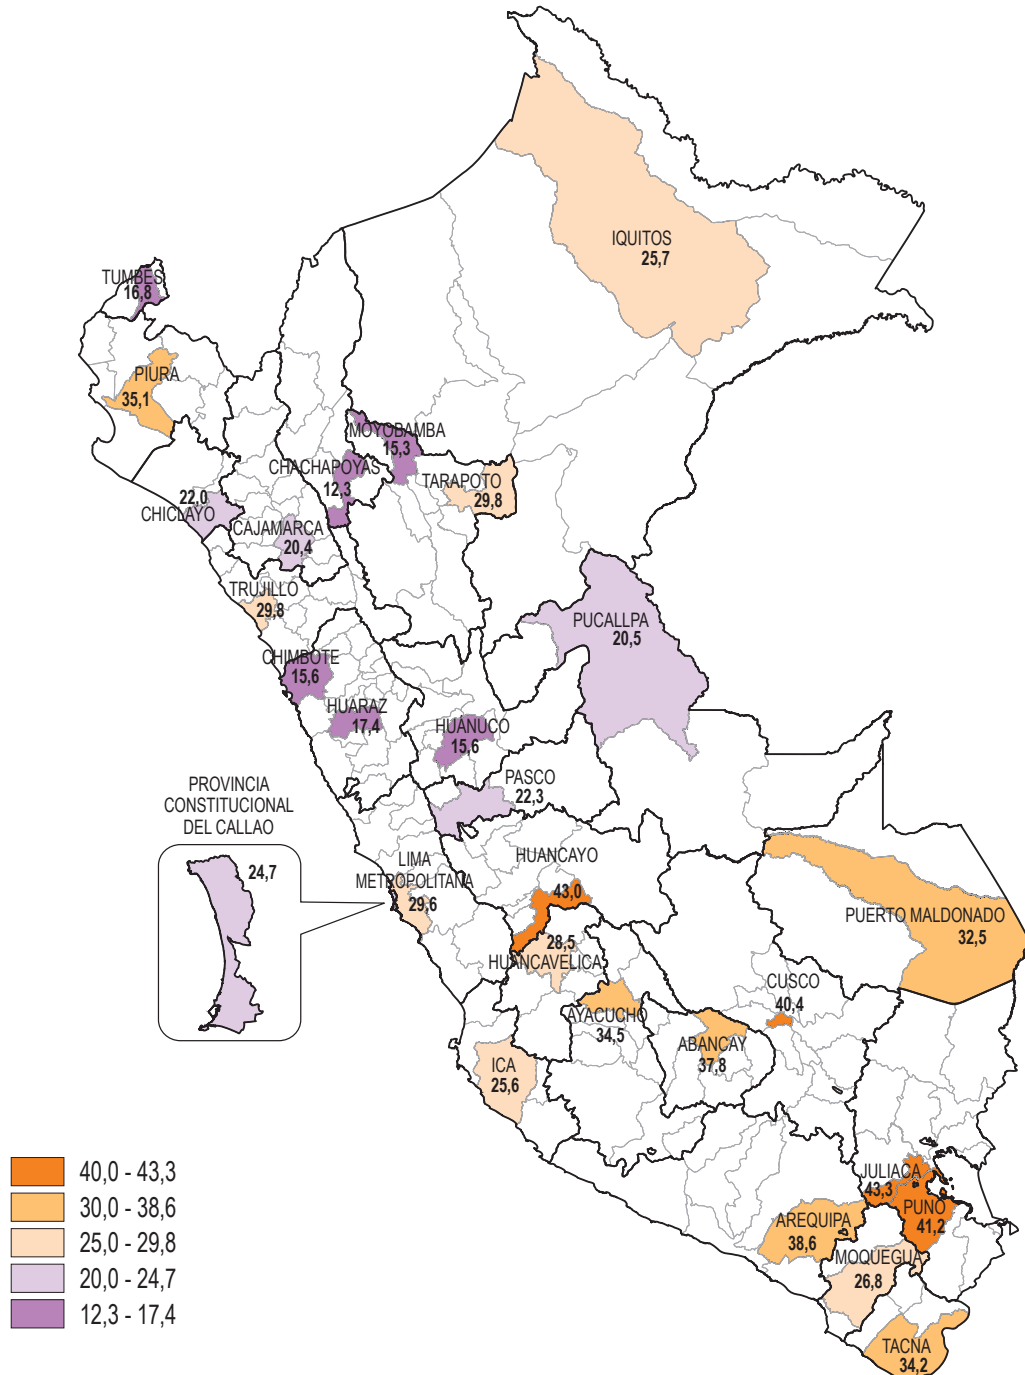 IQUITOS
25,7
TUMBES
16,8
PIURA
35,1
MOYOBAMBA
15,3
CHACHAPOYAS
12,3
TARAPOTO
29,8
22,0
CHICLAYO
CAJAMARCA
20,4
TRUJILLO
29,8
PUCALLPA
20,5
CHIMBOTE
15,6
HUARAZ
17,4
HUÁNUCO
15,6
PASCO
22,3
PROVINCIA
CONSTITUCIONAL
DEL CALLAO
24,7
LIMA
METROPOLITANA
29,6
HUANCAYO
43,0
28,5
HUANCAVELICA
PUERTO MALDONADO
32,5
CUSCO
40,4
AYACUCHO
34,5
ABANCAY
37,8
ICA
25,6
JULIACA
43,3
PUNO
41,2
AREQUIPA
38,6
MOQUEGUA
26,8
TACNA
34,2
40,0 - 43,3
30,0 - 38,6
25,0 - 29,8
20,0 - 24,7
12,3 - 17,4